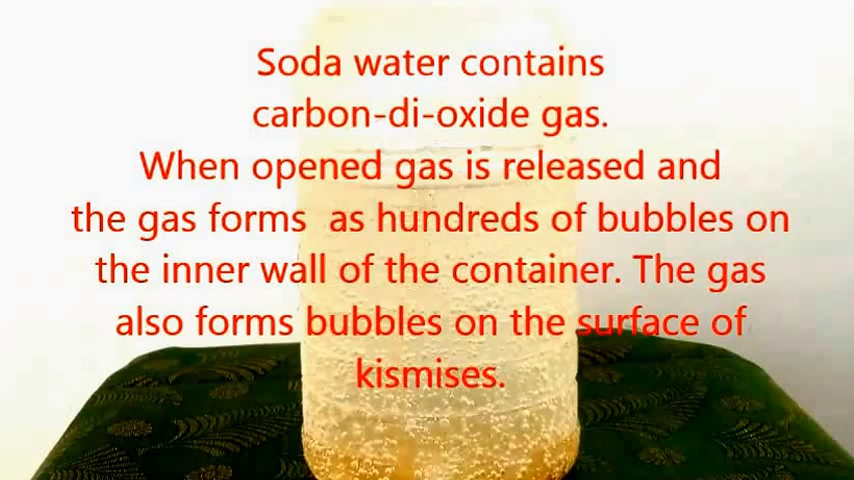 Soda water contains
carbon-di-oxide gas.
When opened gas is released and
the gas forms as hundreds of bubbles on
the inner wall of the container. The gas
also forms bubbles on the surface of
kismises.